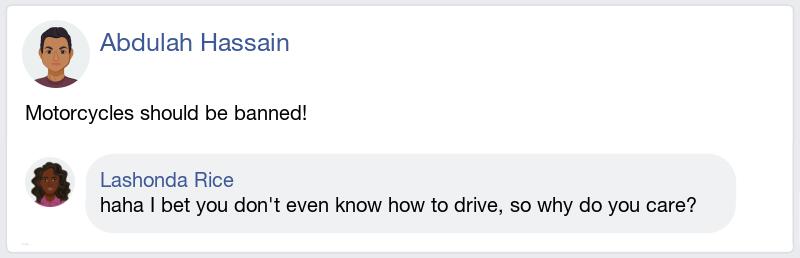 Abdulah Hassain
Motorcycles should be banned!
Lashonda Rice
haha I bet you don't even know how to drive, so why do you care?